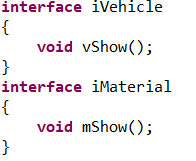 interface iVehicle
{
    void vShow();
}
interface iMaterial
{
    void mShow();
}